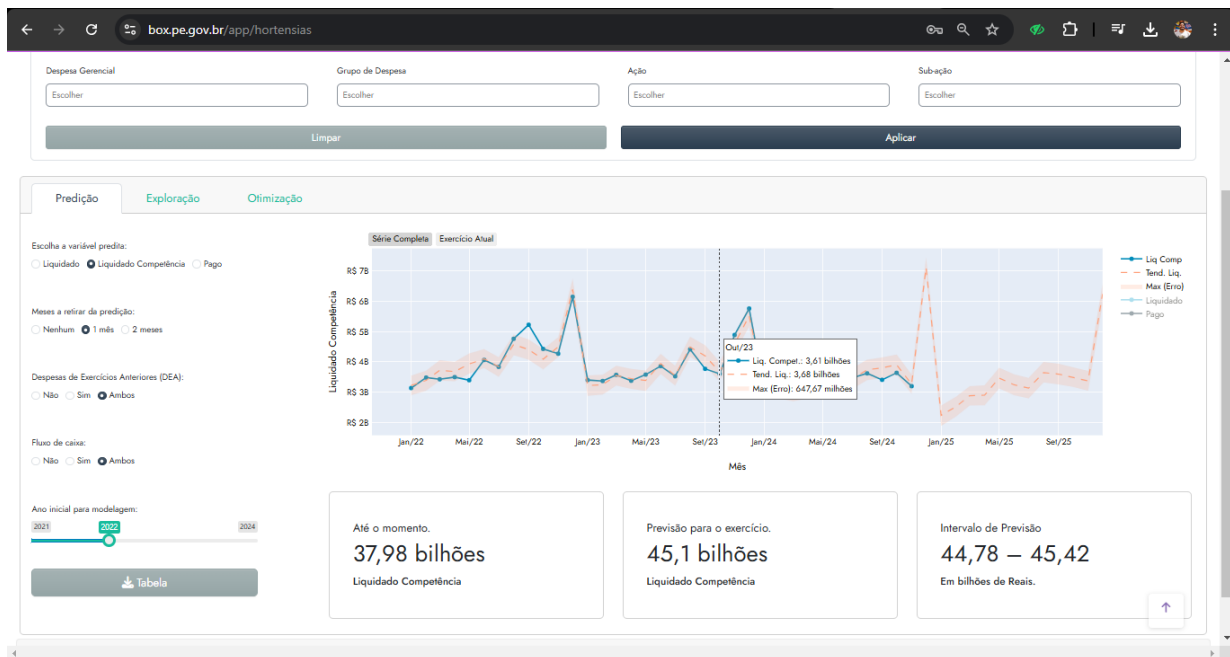 box.pe.gov.br/app/hortensias
Despesa Gerencial Grupo de Despesa Ação Sub-ação
Escolher Escolher Escolher Escolher
Limpar Aplicar
Predição Exploração Otimização
Escolha a variável predita:
Liquidado Liquidado Competência Pago
Meses a retirar da predição:
Nenhum 1 mês 2 meses
Despesas de Exercícios Anteriores (DEA):
Não Sim Ambos
Fluxo de caixa:
Não Sim Ambos
Ano inicial para modelagem:
2021 2022 2024
Tabela
Série Completa Exercício Atual
Liquidado Competência
R$ 7B
R$ 6B
R$ 5B
R$ 4B
R$ 3B
R$ 2B
Jan/22 Mai/22 Set/22 Jan/23 Mai/23 Set/23 Jan/24 Mai/24 Set/24 Jan/25 Mai/25 Set/25
Mês
Out/23
Liq. Compet.: 3,61 bilhões
Tend. Liq.: 3,68 bilhões
Max (Erro): 647,67 milhões
Liq Comp
Tend. Liq.
Max (Erro)
Liquidado
Pago
Até o momento.
37,98 bilhões
Liquidado Competência
Previsão para o exercício.
45,1 bilhões
Liquidado Competência
Intervalo de Previsão
44,78 – 45,42
Em bilhões de Reais.